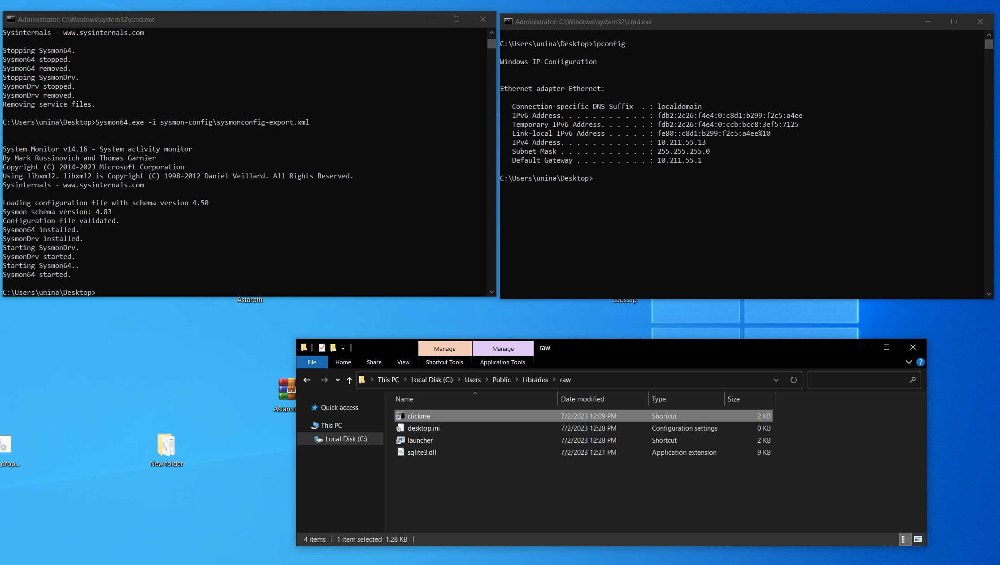 Administrator: C:\Windows\system32\cmd.exe
Sysinternals - www.sysinternals.com
Stopping Sysmon64.
Sysmon64 stopped.
Sysmon64 removed.
Stopping SysmonDrv.
SysmonDrv stopped.
SysmonDrv removed.
Removing service files.
C:\Users\unina\Desktop>Sysmon64.exe -i sysmon-config\sysmonconfig-export.xml
System Monitor v14.16 - System activity monitor
By Mark Russinovich and Thomas Garnier
Copyright (C) 2014-2023 Microsoft Corporation
Using libxml2. libxml2 is Copyright (C) 1998-2012 Daniel Veillard. All Rights Reserved.
Sysinternals - www.sysinternals.com
Loading configuration file with schema version 4.50
Sysmon schema version: 4.83
Configuration file validated.
Sysmon64 installed.
SysmonDrv installed.
Starting SysmonDrv.
SysmonDrv started.
Starting Sysmon64..
Sysmon64 started.
C:\Users\unina\Desktop>
Administrator: C:\Windows\system32\cmd.exe
C:\Users\unina\Desktop>ipconfig
Windows IP Configuration
Ethernet adapter Ethernet:
Connection-specific DNS Suffix  . : localdomain
IPv6 Address. . . . . . . . . . . : fdb2:2c26:f4e4:0:c8d1:b299:f2c5:a4ee
Temporary IPv6 Address. . . . . . : fdb2:2c26:f4e4:0:ccb:bcc8:3ef5:7125
Link-local IPv6 Address . . . . . : fe80::c8d1:b299:f2c5:a4ee%10
IPv4 Address. . . . . . . . . . . : 10.211.55.13
Subnet Mask . . . . . . . . . . . : 255.255.255.0
Default Gateway . . . . . . . . . : 10.211.55.1
C:\Users\unina\Desktop>
Astaroth
Labs.zip
Astarot
_drop...
New folder
Manage Manage raw
File Home Share View Shortcut Tools Application Tools
This PC > Local Disk (C:) > Users > Public > Libraries > raw
Quick access
This PC
Local Disk (C:)
Name Date modified Type Size
clickme 7/2/2023 12:09 PM Shortcut 2 KB
desktop.ini 7/2/2023 12:28 PM Configuration settings 0 KB
launcher 7/2/2023 12:28 PM Shortcut 2 KB
sqlite3.dll 7/2/2023 12:21 PM Application extension 9 KB
4 items | 1 item selected 1.28 KB |